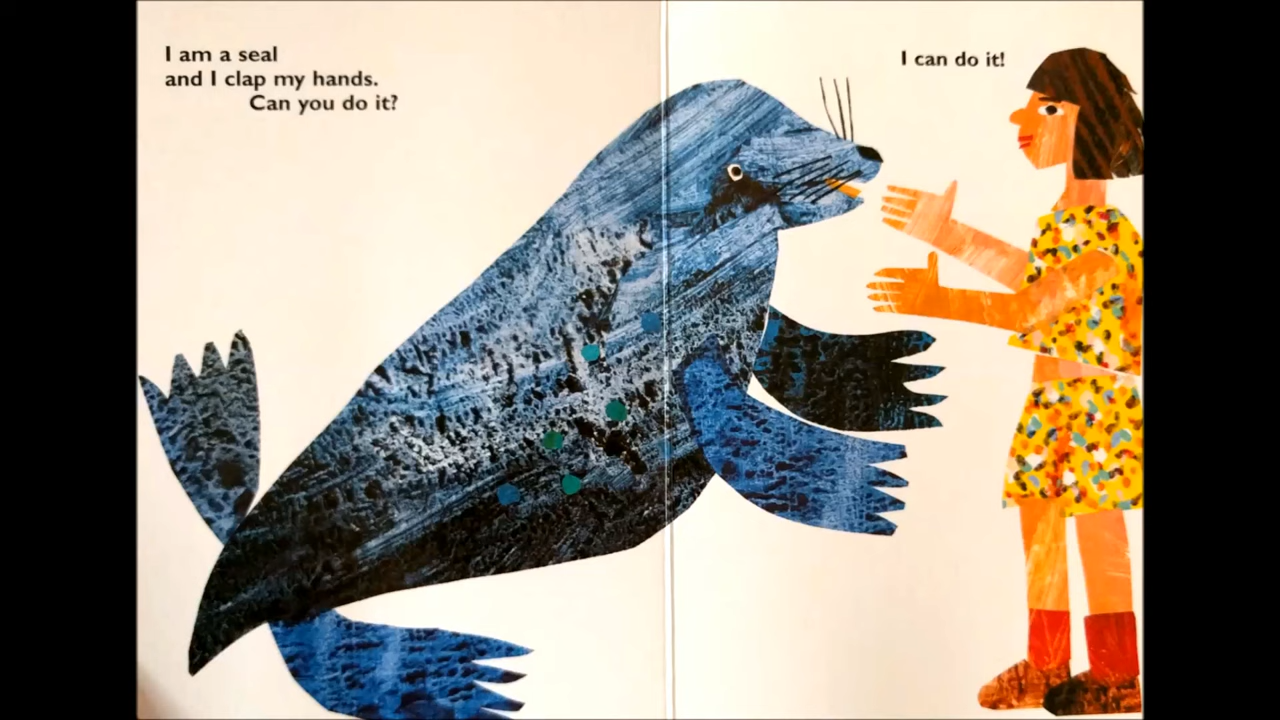 I am a seal
and I clap my hands.
Can you do it?
I can do it!